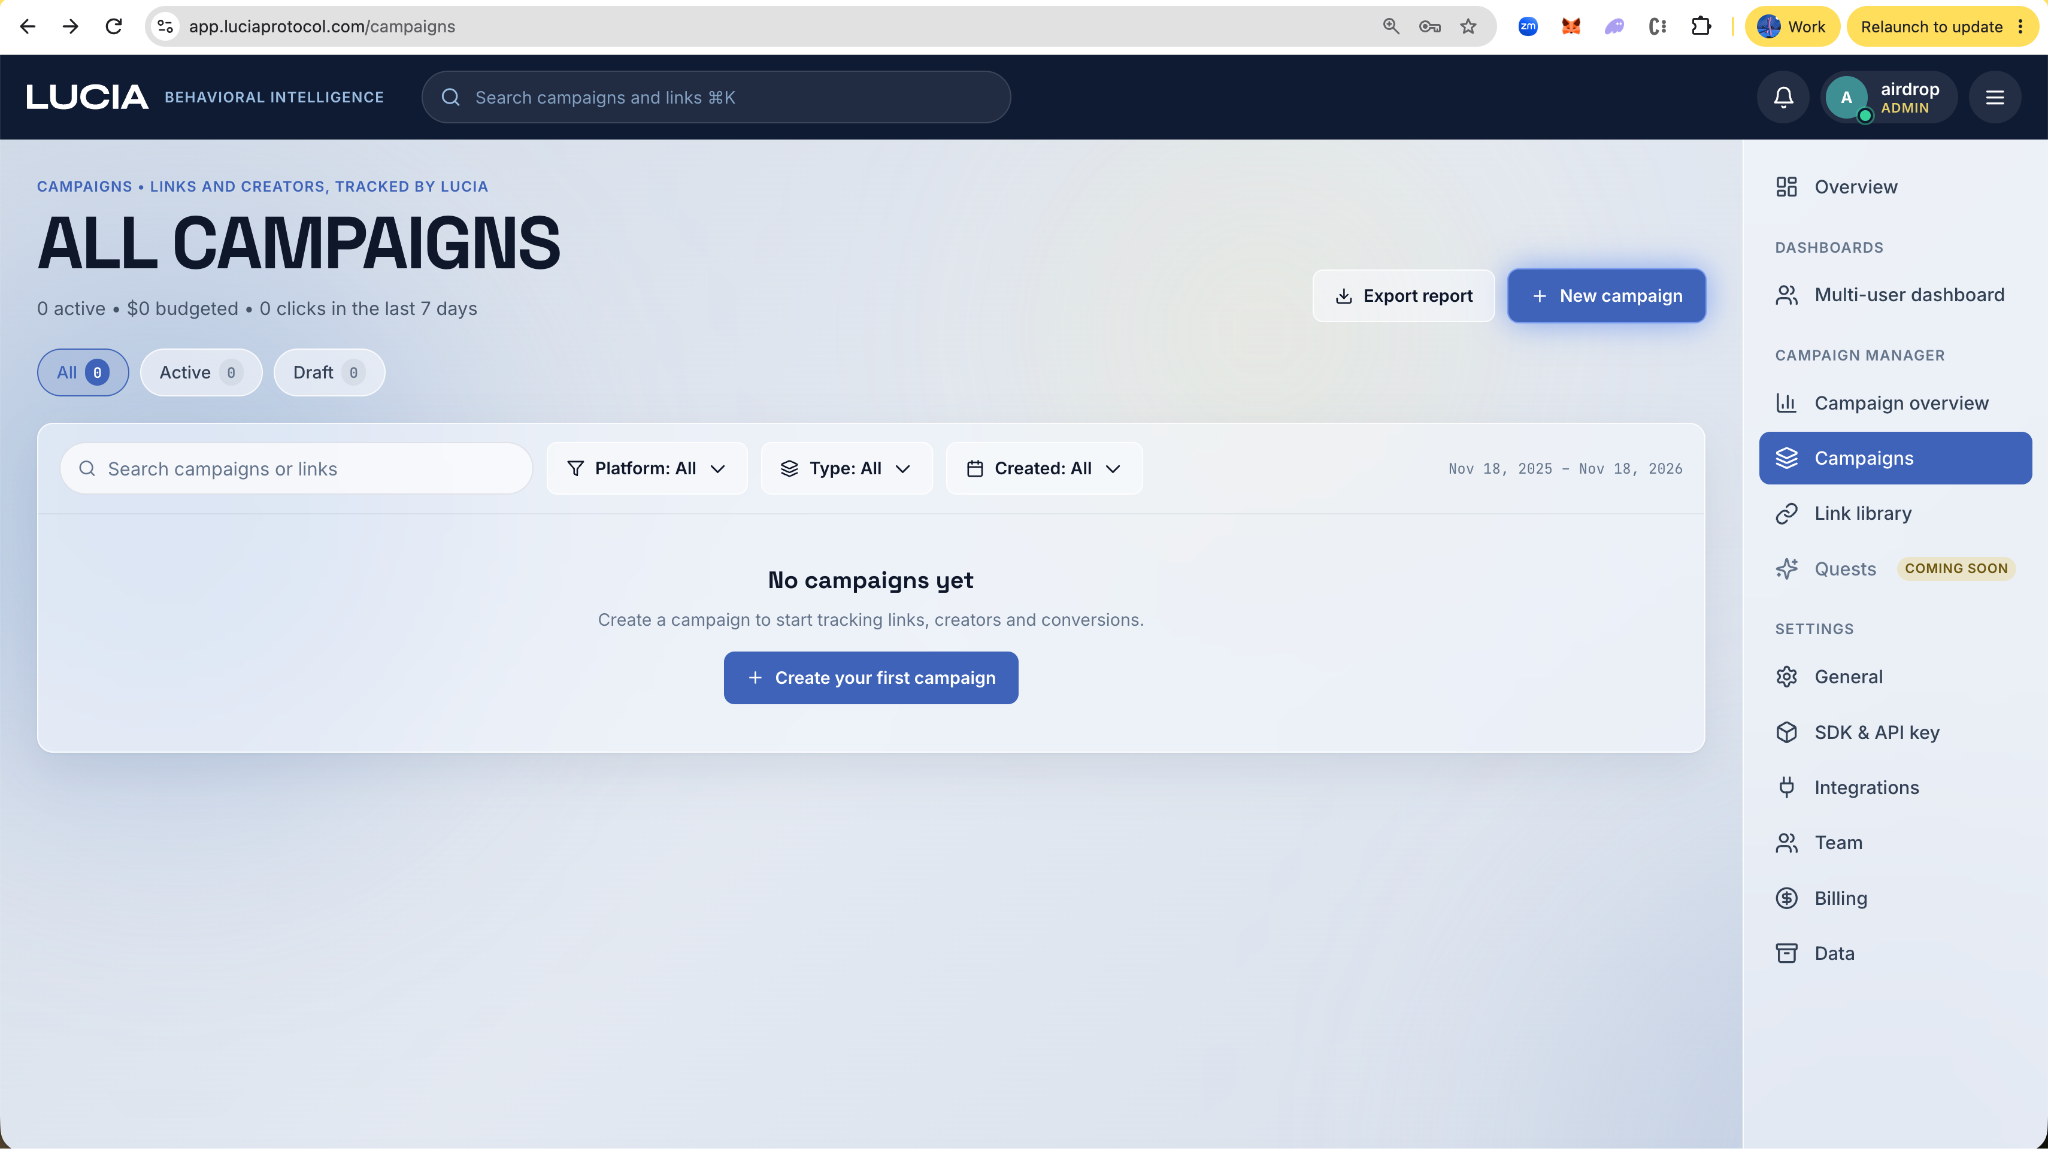 app.luciaprotocol.com/campaigns
zm
Work
Relaunch to update
LUCIA
BEHAVIORAL INTELLIGENCE
Search campaigns and links ⌘K
A
airdrop
ADMIN
CAMPAIGNS • LINKS AND CREATORS, TRACKED BY LUCIA
ALL CAMPAIGNS
0 active • $0 budgeted • 0 clicks in the last 7 days
Export report
+ New campaign
All 0
Active 0
Draft 0
Search campaigns or links
Platform: All
Type: All
Created: All
Nov 18, 2025 – Nov 18, 2026
No campaigns yet
Create a campaign to start tracking links, creators and conversions.
+ Create your first campaign
Overview
DASHBOARDS
Multi-user dashboard
CAMPAIGN MANAGER
Campaign overview
Campaigns
Link library
Quests COMING SOON
SETTINGS
General
SDK & API key
Integrations
Team
Billing
Data